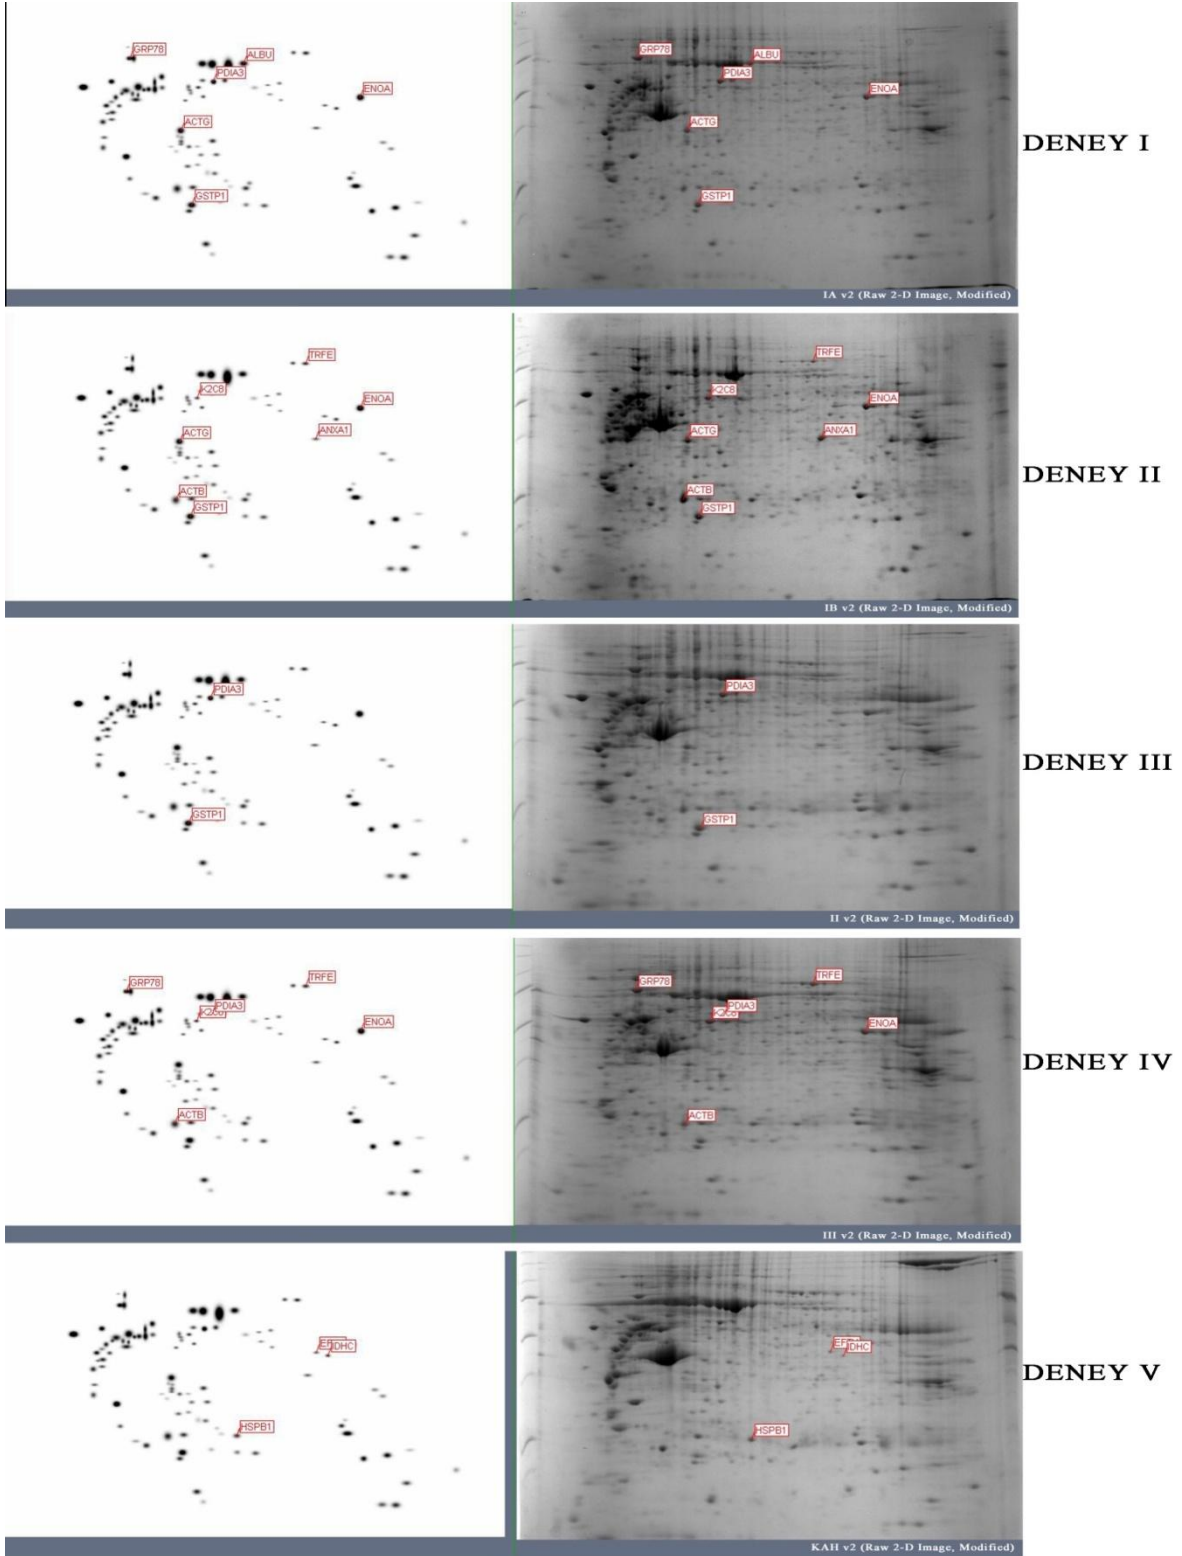 GRP78 ALBU GRP78 ALBU
PDIA3 PDIA3
ENOA ENOA
ACTG ACTG
DENEY I
GSTP1 GSTP1
IA v2 (Raw 2-D Image, Modified)
TRFE TRFE
K2C8 K2C8
ENOA ENOA
ACTG ANXA1 ACTG ANXA1
DENEY II
ACTB ACTB
GSTP1 GSTP1
IB v2 (Raw 2-D Image, Modified)
PDIA3 PDIA3
DENEY III
GSTP1 GSTP1
II v2 (Raw 2-D Image, Modified)
GRP78 TRFE GRP78 TRFE
PDIA3 PDIA3
ENOA ENOA
DENEY IV
ACTB ACTB
III v2 (Raw 2-D Image, Modified)
IDHC IDHC
DENEY V
HSPB1 HSPB1
KAH v2 (Raw 2-D Image, Modified)